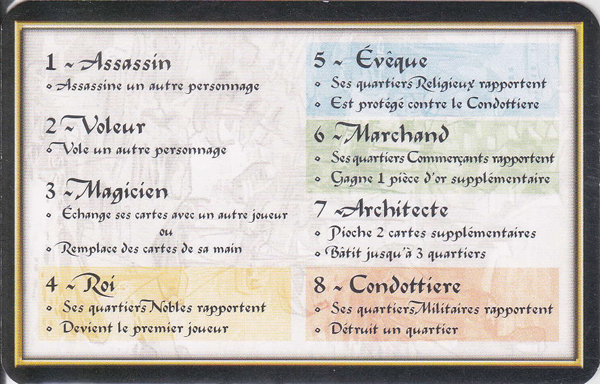 1 ~ Assassin
Assassine un autre personnage
2 ~ Voleur
Vole un autre personnage
3 ~ Magicien
Échange ses cartes avec un autre joueur
ou
Remplace des cartes de sa main
4 ~ Roi
Ses quartiers Nobles rapportent
Devient le premier joueur
5 ~ Évêque
Ses quartiers Religieux rapportent
Est protégé contre le Condottiere
6 ~ Marchand
Ses quartiers Commerçants rapportent
Gagne 1 pièce d'or supplémentaire
7 ~ Architecte
Pioche 2 cartes supplémentaires
Bâtit jusqu'à 3 quartiers
8 ~ Condottiere
Ses quartiers Militaires rapportent
Détruit un quartier